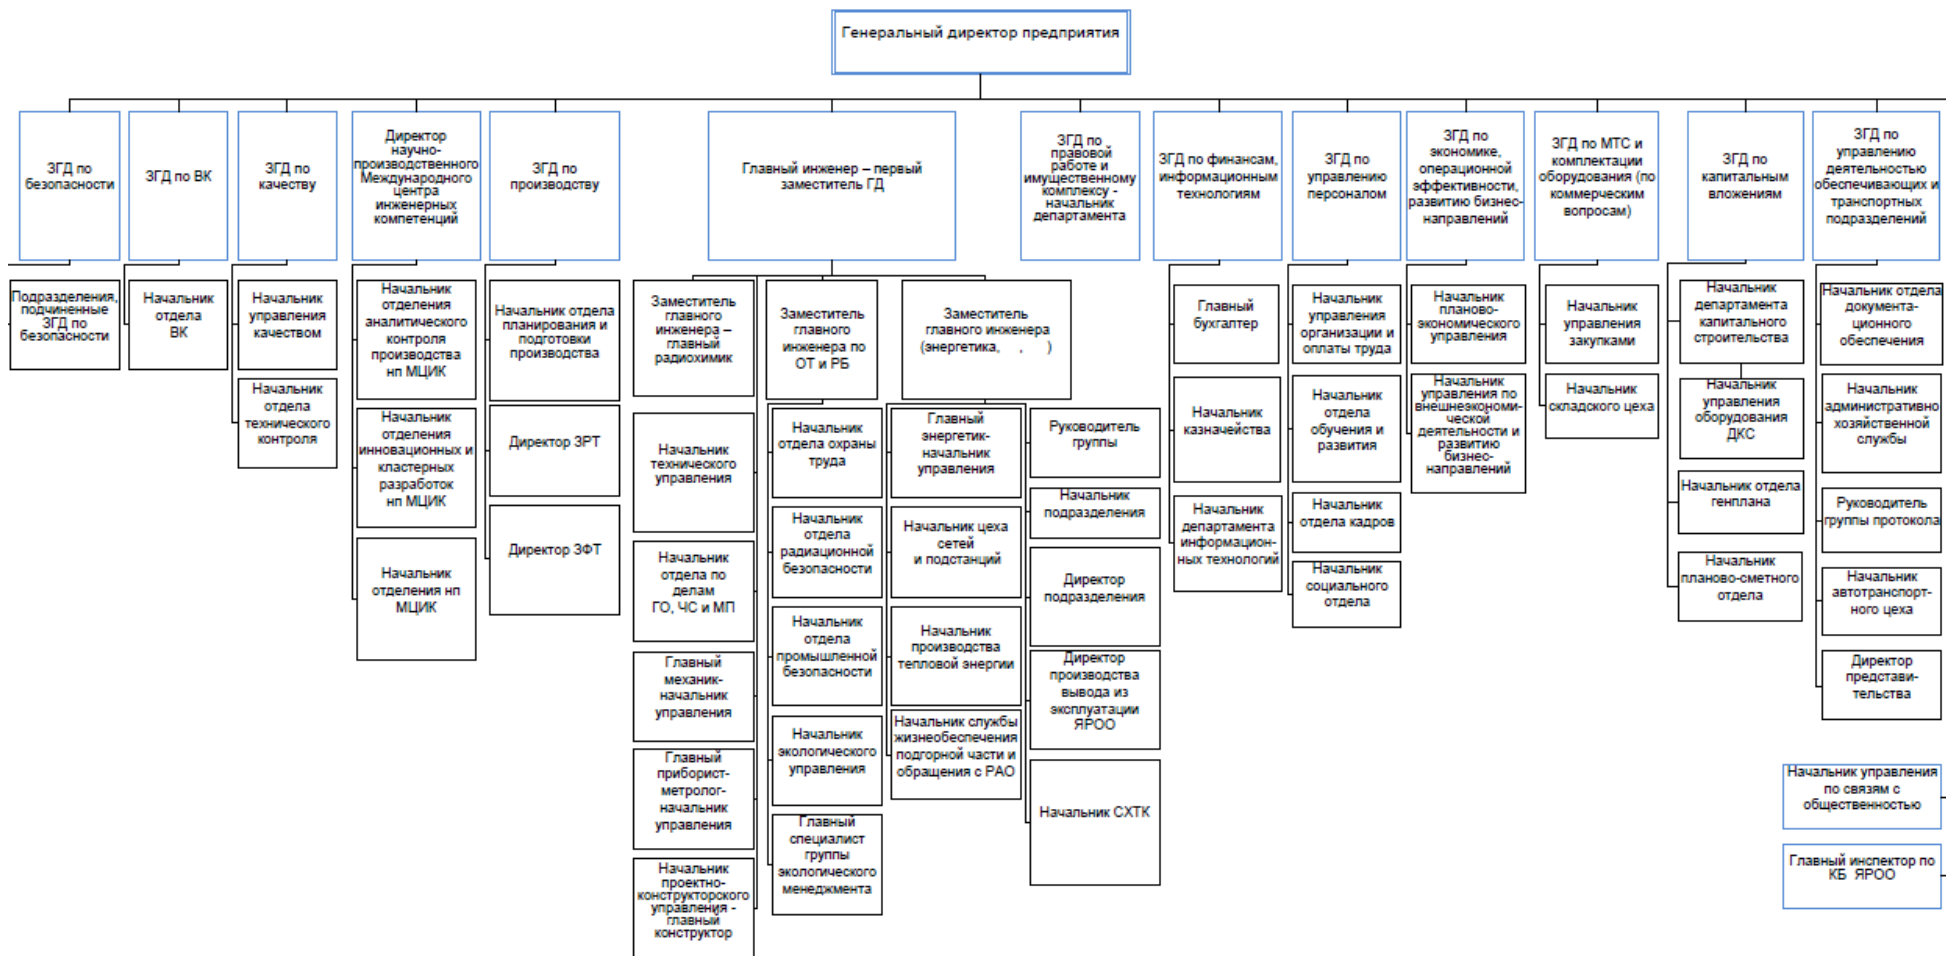 Генеральный директор предприятия
ЗГД по
безопасности
ЗГД по ВК
ЗГД по
качеству
Директор
научно-
производственного
Международного
центра
инженерных
компетенций
ЗГД по
производству
Главный инженер – первый
заместитель ГД
ЗГД по
правовой
работе и
имущественному
комплексу -
начальник
департамента
ЗГД по финансам,
информационным
технологиям
ЗГД по
управлению
персоналом
ЗГД по
экономике,
операционной
эффективности,
развитию бизнес-
направлений
ЗГД по МТС и
комплектации
оборудования (по
коммерческим
вопросам)
ЗГД по
капитальным
вложениям
ЗГД по
управлению
деятельностью
обеспечивающих и
транспортных
подразделений
Подразделения,
подчиненные
ЗГД по
безопасности
Начальник
отдела
ВК
Начальник
управления
качеством
Начальник
отдела
технического
контроля
Начальник
отделения
аналитического
контроля
производства
нп МЦИК
Начальник
отделения
инновационных и
кластерных
разработок
нп МЦИК
Начальник
отделения нп
МЦИК
Начальник отдела
планирования и
подготовки
производства
Директор ЗРТ
Директор ЗФТ
Заместитель
главного
инженера –
главный
радиохимик
Начальник
технического
управления
Начальник
отдела по
делам
ГО, ЧС и МП
Главный
механик-
начальник
управления
Главный
приборист-
метролог-
начальник
управления
Начальник
проектно-
конструкторского
управления -
главный
конструктор
Заместитель
главного
инженера по
ОТ и РБ
Начальник
отдела охраны
труда
Начальник
отдела
радиационной
безопасности
Начальник
отдела
промышленной
безопасности
Начальник
экологического
управления
Главный
специалист
группы
экологического
менеджмента
Заместитель
главного инженера
(энергетика, , )
Главный
энергетик-
начальник
управления
Начальник цеха
сетей
и подстанций
Начальник
производства
тепловой энергии
Начальник службы
жизнеобеспечения
подгорной части и
обращения с РАО
Руководитель
группы
Начальник
подразделения
Директор
подразделения
Директор
производства
вывода из
эксплуатации
ЯРОО
Начальник СХТК
Главный
бухгалтер
Начальник
казначейства
Начальник
департамента
информацион-
ных технологий
Начальник
управления
организации и
оплаты труда
Начальник
отдела
обучения и
развития
Начальник
отдела кадров
Начальник
социального
отдела
Начальник
планово-
экономического
управления
Начальник
управления по
внешнеэкономи-
ческой
деятельности и
развитию
бизнес-
направлений
Начальник
управления
закупками
Начальник
складского цеха
Начальник
департамента
капитального
строительства
Начальник
управления
оборудования
ДКС
Начальник отдела
генплана
Начальник
планово-сметного
отдела
Начальник отдела
документа-
ционного
обеспечения
Начальник
административно
хозяйственной
службы
Руководитель
группы протокола
Начальник
автотранспорт-
ного цеха
Директор
представи-
тельства
Начальник управления
по связям с
общественностью
Главный инспектор по
КБ ЯРОО